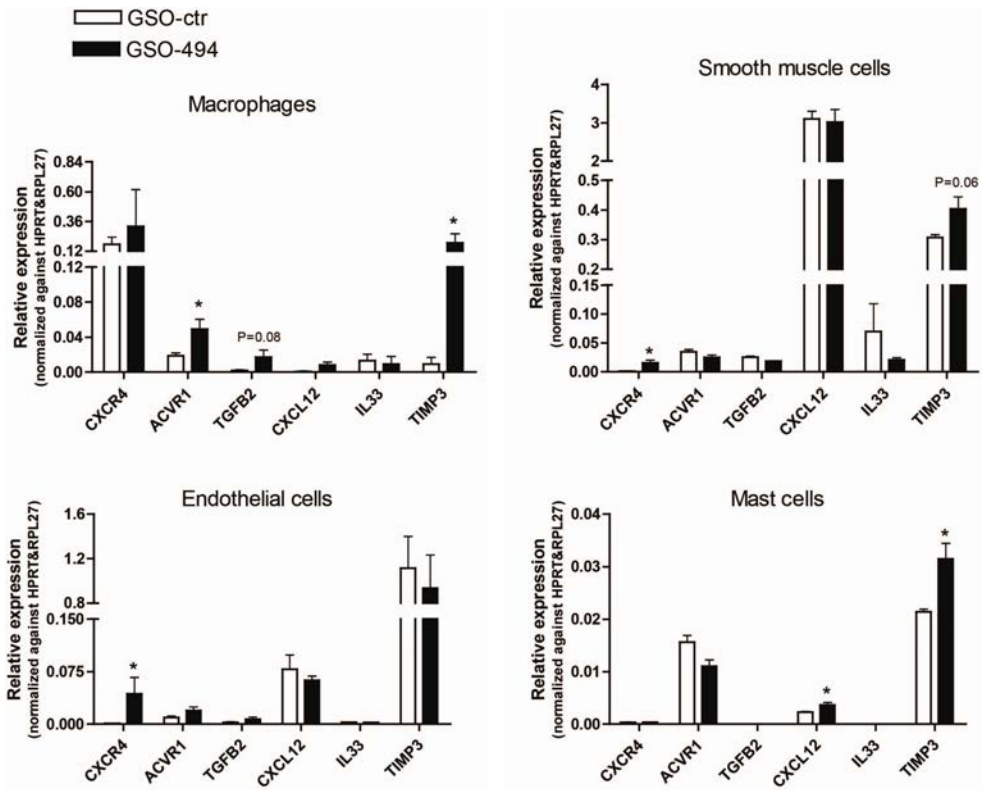 GSO-ctr
GSO-494
Macrophages
Relative expression
(normalized against HPRT&RPL27)
0.84
0.60
0.36
0.12
0.12
0.08
0.04
0.00
*
P=0.08
*
CXCR4
ACVR1
TGFB2
CXCL12
IL33
TIMP3
Smooth muscle cells
Relative expression
(normalized against HPRT&RPL27)
4
3
2
0.5
0.4
0.3
0.2
0.15
0.10
0.05
0.00
*
P=0.06
CXCR4
ACVR1
TGFB2
CXCL12
IL33
TIMP3
Endothelial cells
Relative expression
(normalized against HPRT&RPL27)
1.6
1.2
0.8
0.150
0.075
0.000
*
CXCR4
ACVR1
TGFB2
CXCL12
IL33
TIMP3
Mast cells
Relative expression
(normalized against HPRT&RPL27)
0.04
0.03
0.02
0.01
0.00
*
*
CXCR4
ACVR1
TGFB2
CXCL12
IL33
TIMP3